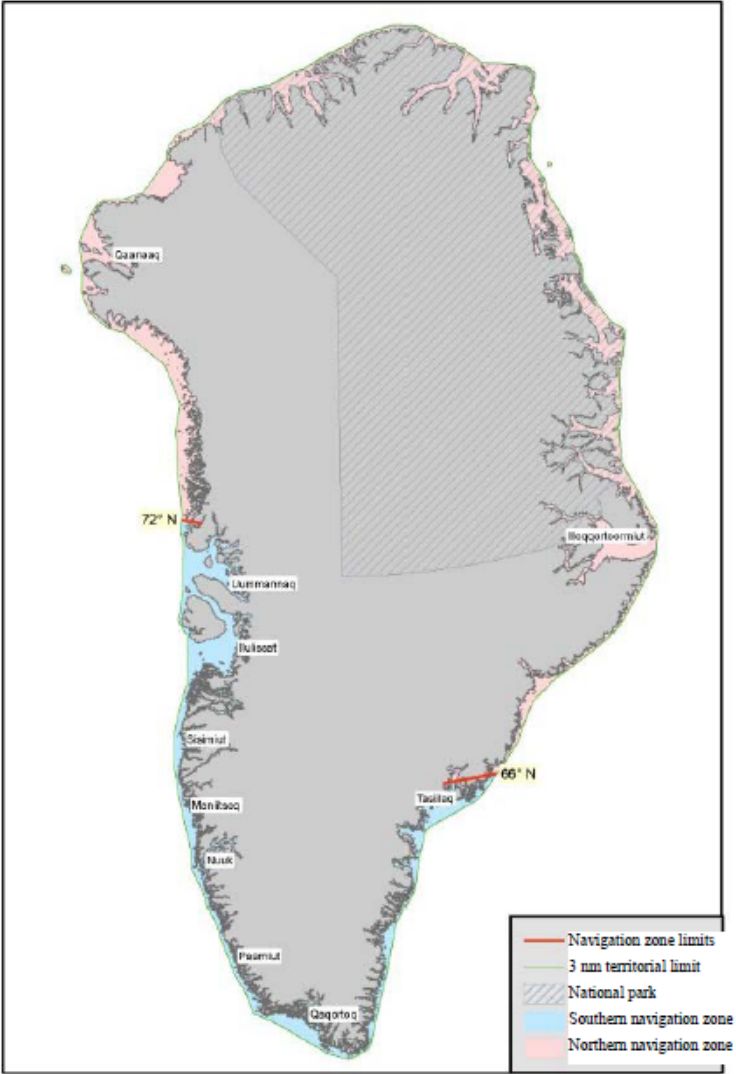 Qaanaaq
72° N
Illoqqortoormiut
Uummannaq
Ilulissat
Sisimiut
66° N
Tasiilaq
Maniitsoq
Nuuk
Paamiut
Qaqortoq
Navigation zone limits
3 nm territorial limit
National park
Southern navigation zone
Northern navigation zone